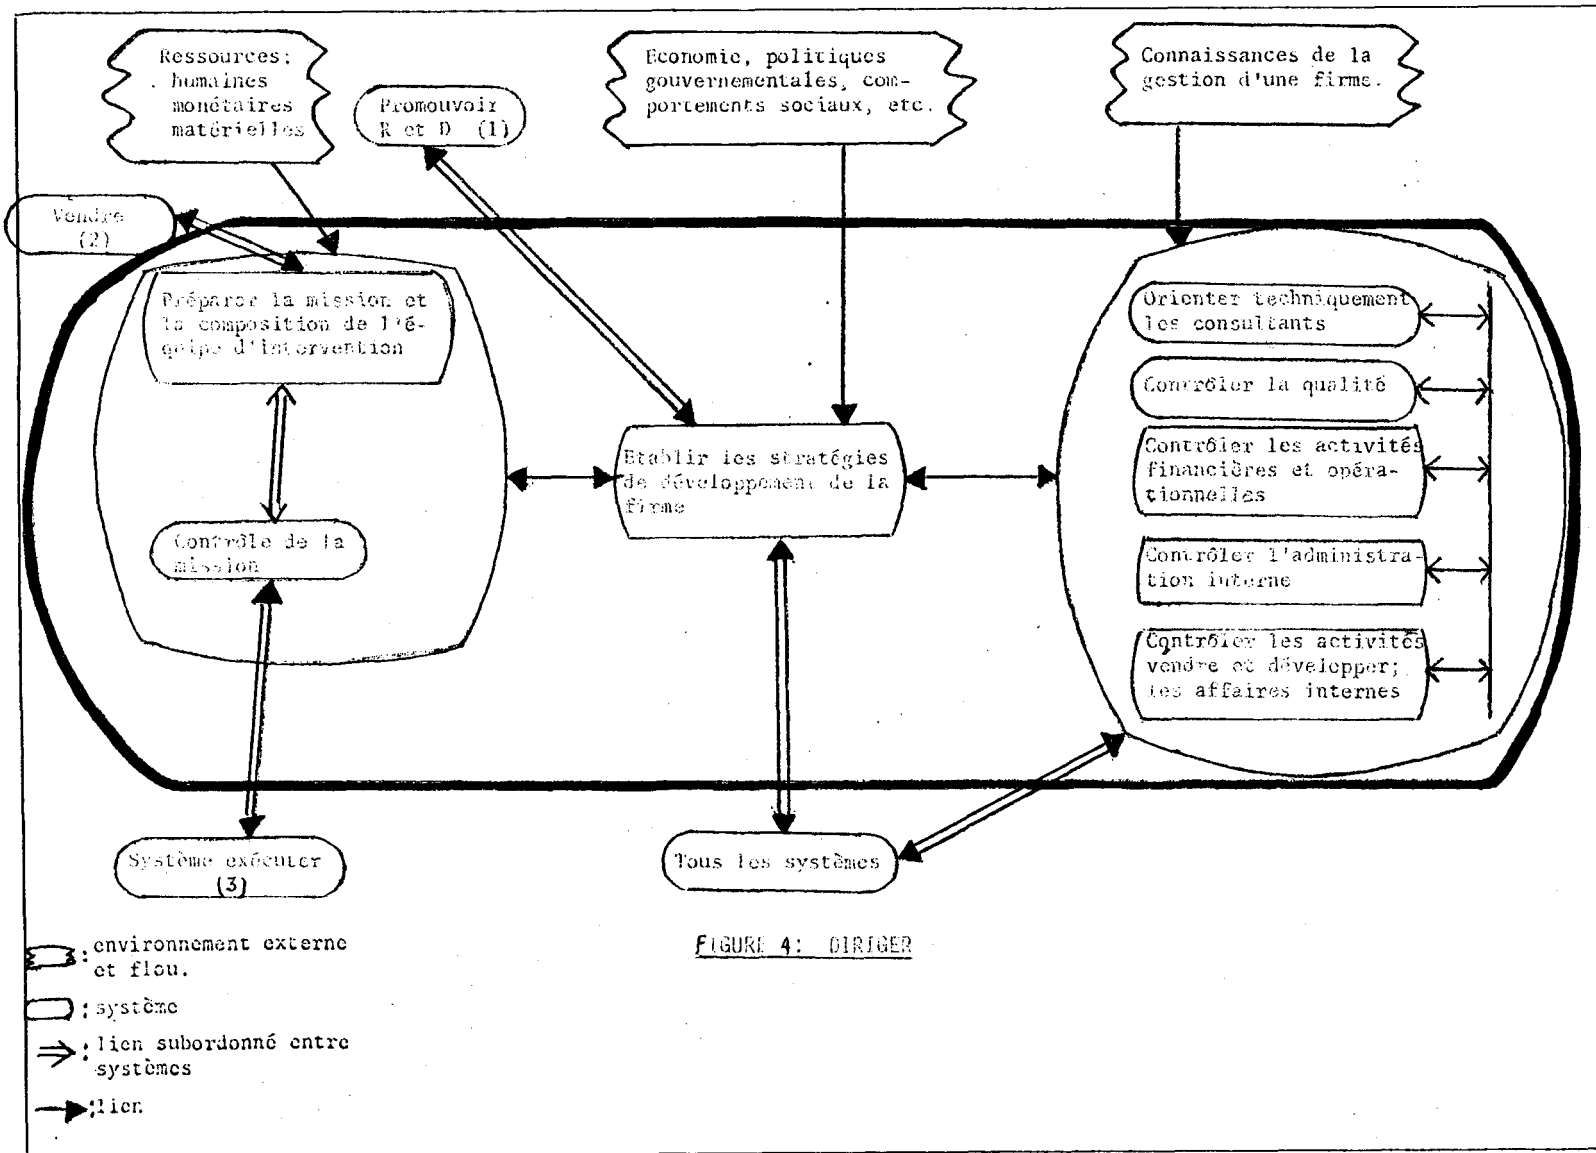 Ressources:
humaines
monétaires
matérielles
Promouvoir
R et D (1)
Economie, politiques
gouvernementales, com-
portements sociaux, etc.
Connaissances de la
gestion d'une firme.
Vendre
(2)
Préparer la mission et
la composition de l'é-
quipe d'intervention
Contrôle de la
mission
Etablir les stratégies
de développement de la
firme
Orienter techniquement
les consultants
Contrôler la qualité
Contrôler les activités
financières et opéra-
tionnelles
Contrôler l'administra-
tion interne
Contrôler les activités
vendre et développer;
les affaires internes
Système exécuter
(3)
Tous les systèmes
FIGURE 4: DIRIGER
: environnement externe
et flou.
: système
: lien subordonné entre
systèmes
: lien